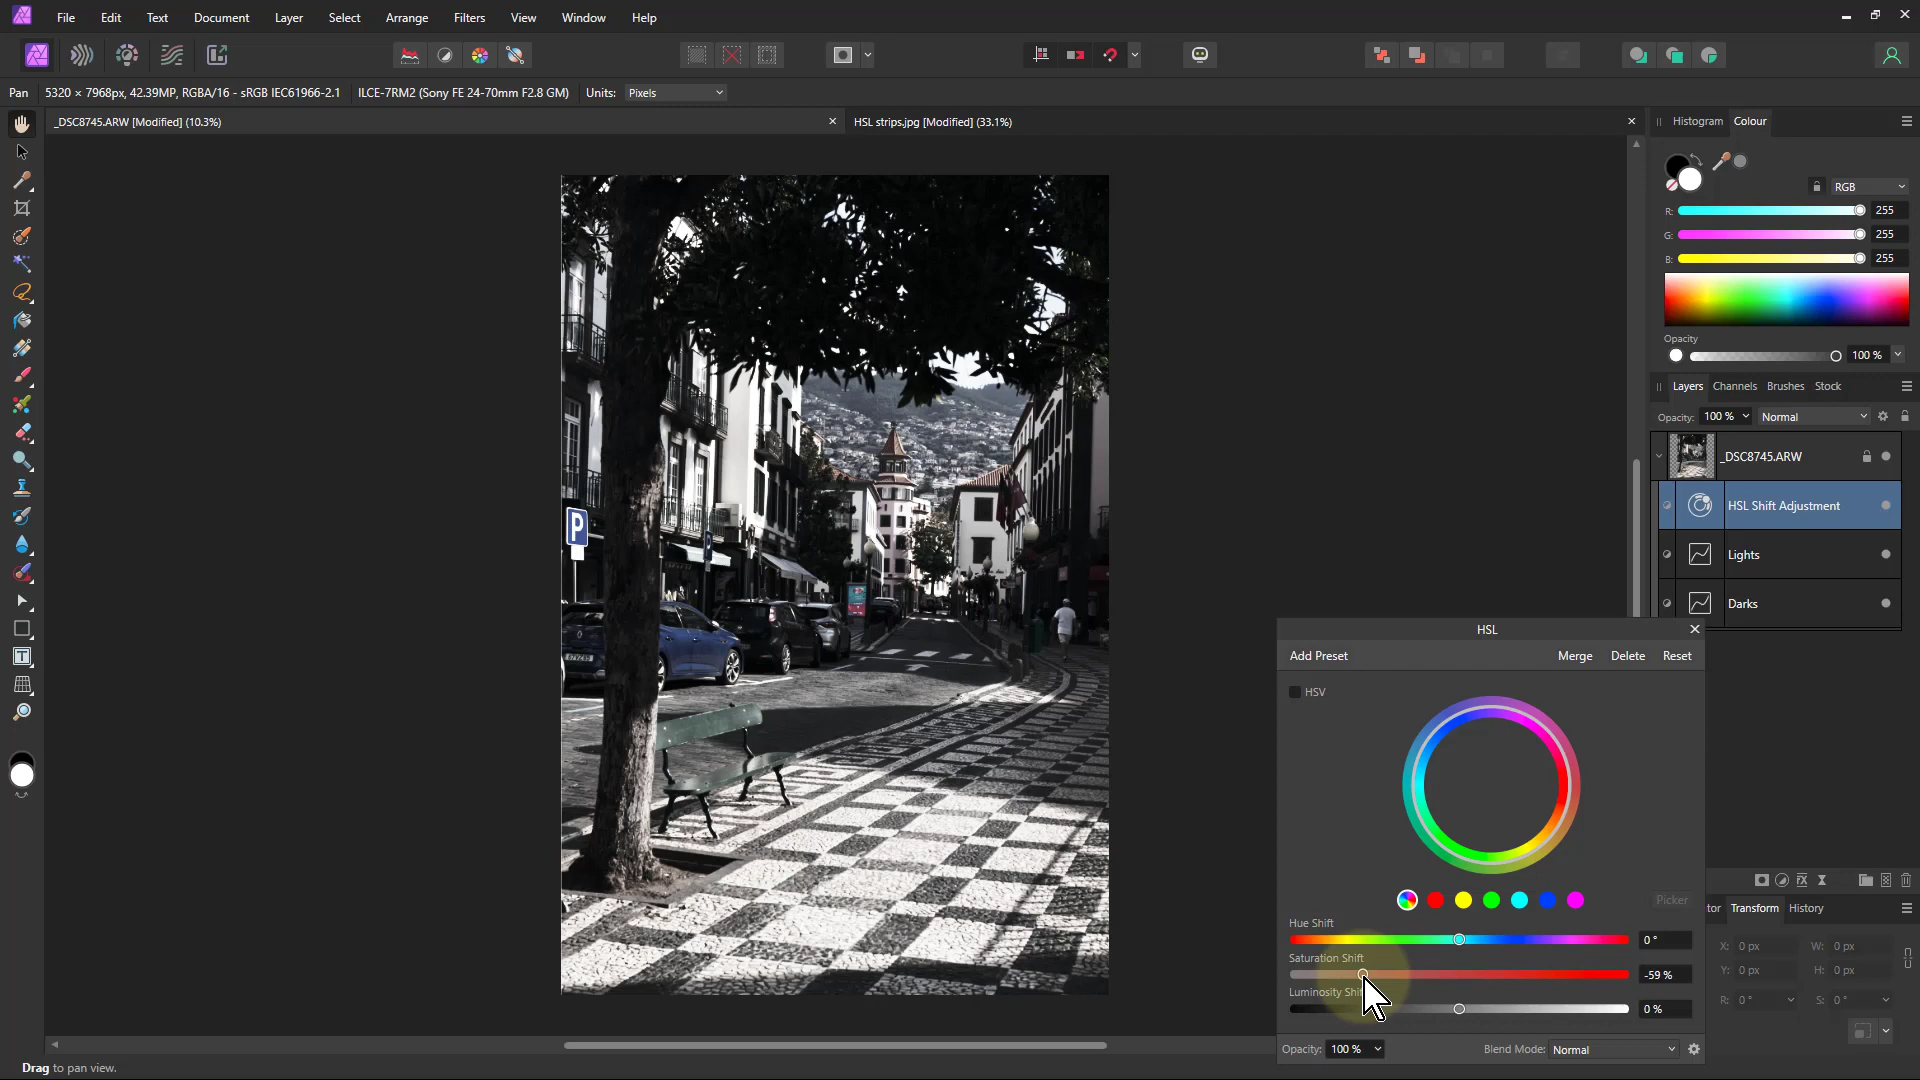 File Edit Text Document Layer Select Arrange Filters View Window Help
Pan 5320 × 7968px, 42.39MP, RGBA/16 - sRGB IEC61966-2.1 ILCE-7RM2 (Sony FE 24-70mm F2.8 GM) Units: Pixels
_DSC8745.ARW [Modified] (10.3%) HSL strips.jpg [Modified] (33.1%)
Histogram Colour
RGB
R: 255
G: 255
B: 255
Opacity
100 %
Layers Channels Brushes Stock
Opacity: 100 % Normal
_DSC8745.ARW
HSL Shift Adjustment
Lights
Darks
P
HSL
Add Preset Merge Delete Reset
HSV
Picker
Hue Shift
0 °
Saturation Shift
-59 %
Luminosity Shi
0 %
Opacity: 100 % Blend Mode: Normal
tor Transform History
X: 0 px W: 0 px
Y: 0 px H: 0 px
R: 0 ° S: 0 °
Drag to pan view.